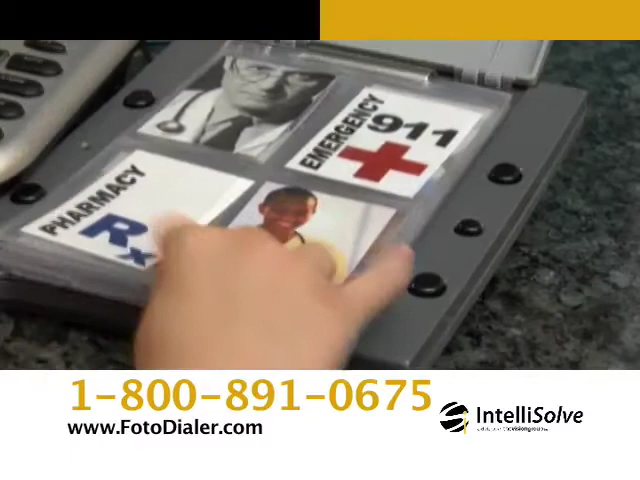 EMERGENCY
911
PHARMACY
Rx
1-800-891-0675
www.FotoDialer.com
IntelliSolve